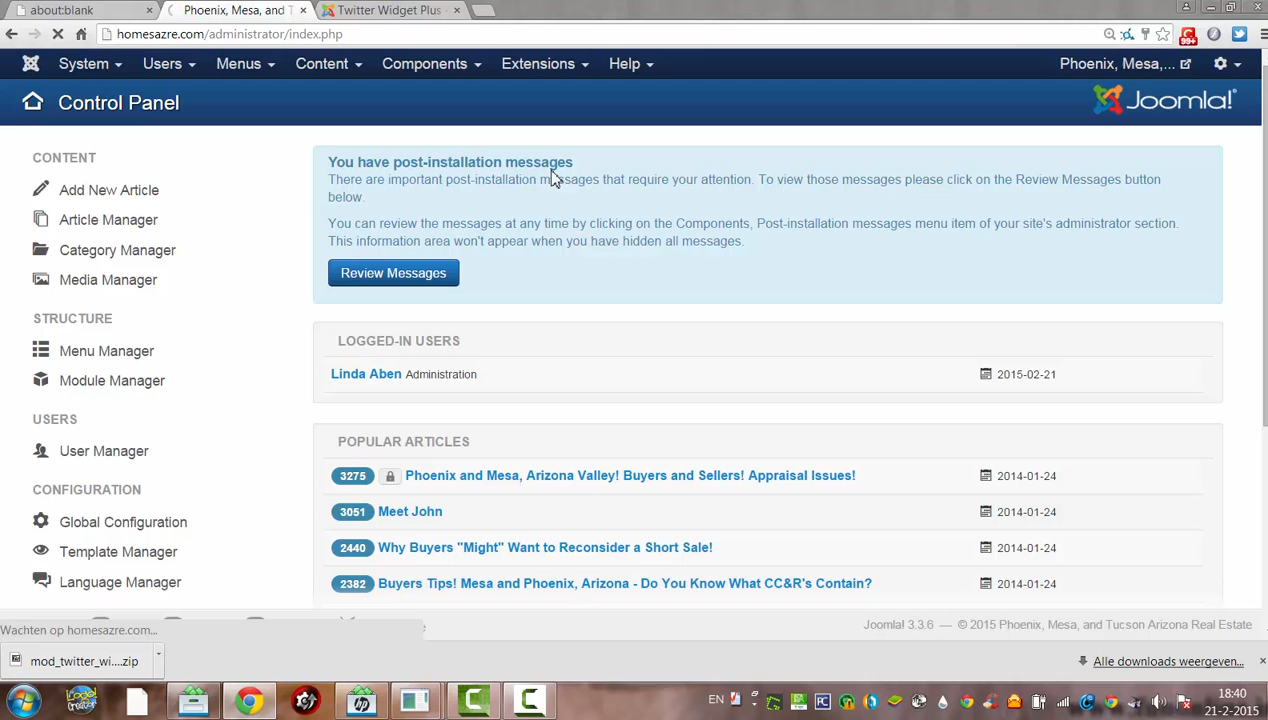 about:blank
Phoenix, Mesa, and T
Twitter Widget Plus
homesazre.com/administrator/index.php
99+
System Users Menus Content Components Extensions Help Phoenix, Mesa,...
Control Panel
Joomla!
CONTENT
Add New Article
Article Manager
Category Manager
Media Manager
STRUCTURE
Menu Manager
Module Manager
USERS
User Manager
CONFIGURATION
Global Configuration
Template Manager
Language Manager
You have post-installation messages
There are important post-installation messages that require your attention. To view those messages please click on the Review Messages button
below.
You can review the messages at any time by clicking on the Components, Post-installation messages menu item of your site's administrator section.
This information area won't appear when you have hidden all messages.
Review Messages
LOGGED-IN USERS
Linda Aben Administration 2015-02-21
POPULAR ARTICLES
3275 Phoenix and Mesa, Arizona Valley! Buyers and Sellers! Appraisal Issues! 2014-01-24
3051 Meet John 2014-01-24
2440 Why Buyers "Might" Want to Reconsider a Short Sale! 2014-01-24
2382 Buyers Tips! Mesa and Phoenix, Arizona - Do You Know What CC&R's Contain? 2014-01-24
Wachten op homesazre.com...
Joomla! 3.3.6 — © 2015 Phoenix, Mesa, and Tucson Arizona Real Estate
mod_twitter_wi....zip
Alle downloads weergeven...
EN
18:40
21-2-2015